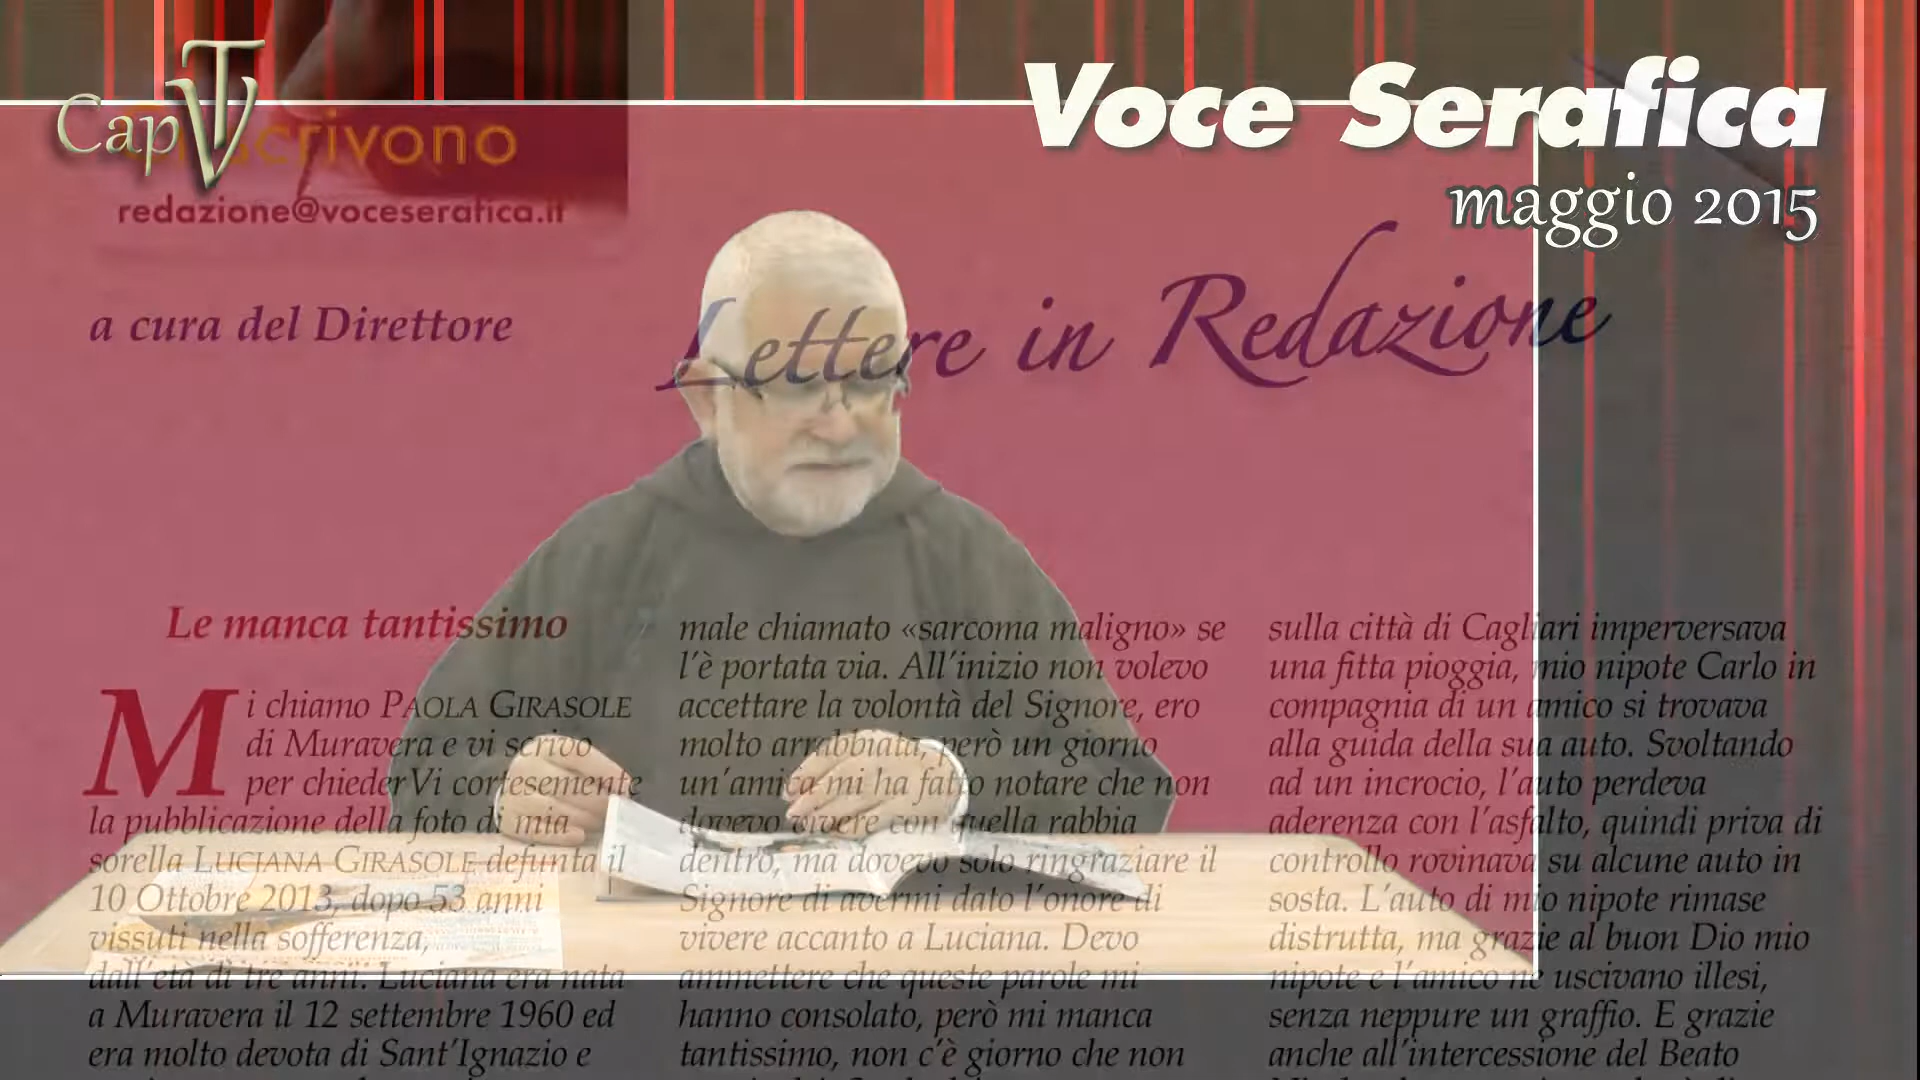 CapTV
Voce Serafica
maggio 2015
scrivono
redazione@voceserafica.it
a cura del Direttore
Lettere in Redazione
Le manca tantissimo
Mi chiamo PAOLA GIRASOLE
di Muravera e vi scrivo
per chiederVi cortesemente
la pubblicazione della foto di mia
sorella LUCIANA GIRASOLE defunta il
10 Ottobre 2013, dopo 53 anni
vissuti nella sofferenza,
dall'età di tre anni. Luciana era nata
a Muravera il 12 settembre 1960 ed
era molto devota di Sant'Ignazio e
male chiamato «sarcoma maligno» se
l'è portata via. All'inizio non volevo
accettare la volontà del Signore, ero
molto arrabbiata, però un giorno
un'amica mi ha fatto notare che non
dovevo vivere con quella rabbia
dentro, ma dovevo solo ringraziare il
Signore di avermi dato l'onore di
vivere accanto a Luciana. Devo
ammettere che queste parole mi
hanno consolato, però mi manca
tantissimo, non c'è giorno che non
sulla città di Cagliari imperversava
una fitta pioggia, mio nipote Carlo in
compagnia di un amico si trovava
alla guida della sua auto. Svoltando
ad un incrocio, l'auto perdeva
aderenza con l'asfalto, quindi priva di
controllo rovinava su alcune auto in
sosta. L'auto di mio nipote rimase
distrutta, ma grazie al buon Dio mio
nipote e l'amico ne uscivano illesi,
senza neppure un graffio. E grazie
anche all'intercessione del Beato